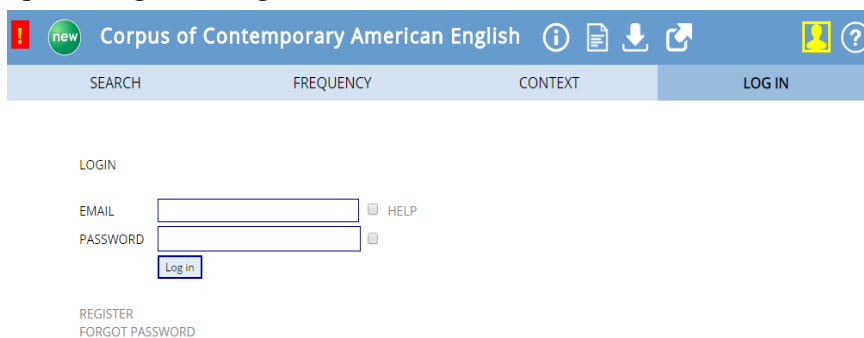 ! new Corpus of Contemporary American English ?
SEARCH FREQUENCY CONTEXT LOG IN
LOGIN
EMAIL HELP
PASSWORD
Log in
REGISTER
FORGOT PASSWORD